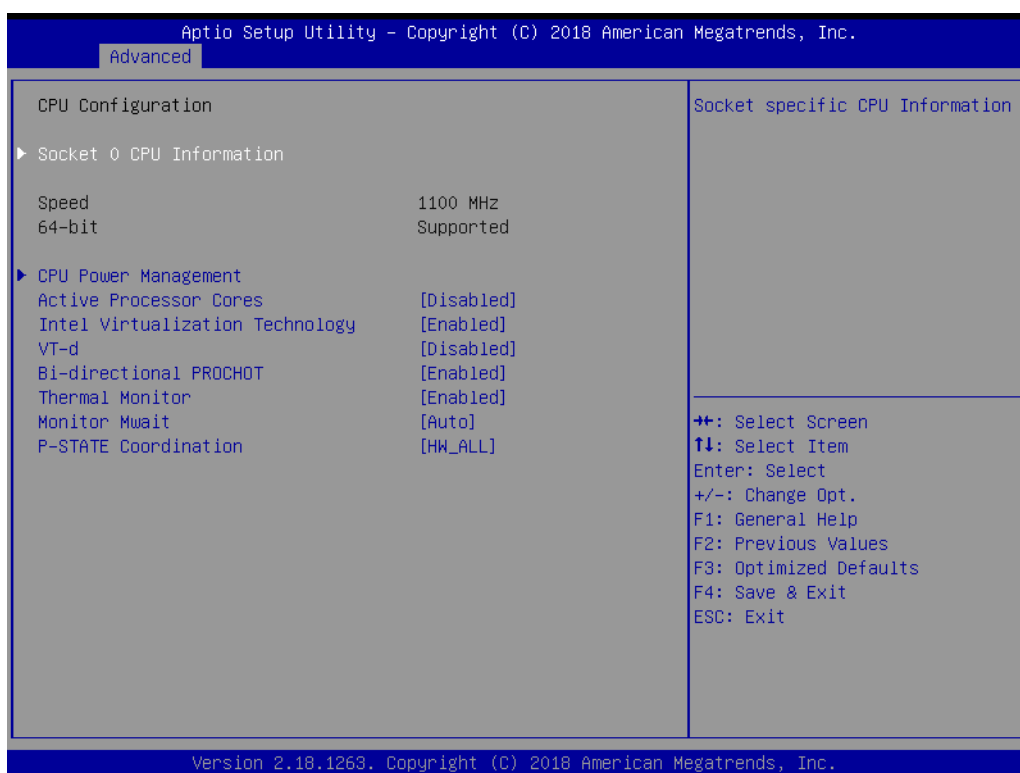 Aptio Setup Utility – Copyright (C) 2018 American Megatrends, Inc.
Advanced
CPU Configuration
Socket 0 CPU Information
Speed 1100 MHz
64-bit Supported
CPU Power Management
Active Processor Cores [Disabled]
Intel Virtualization Technology [Enabled]
VT-d [Disabled]
Bi-directional PROCHOT [Enabled]
Thermal Monitor [Enabled]
Monitor Mwait [Auto]
P-STATE Coordination [HW_ALL]
Socket specific CPU Information
→←: Select Screen
↑↓: Select Item
Enter: Select
+/-: Change Opt.
F1: General Help
F2: Previous Values
F3: Optimized Defaults
F4: Save & Exit
ESC: Exit
Version 2.18.1263. Copyright (C) 2018 American Megatrends, Inc.